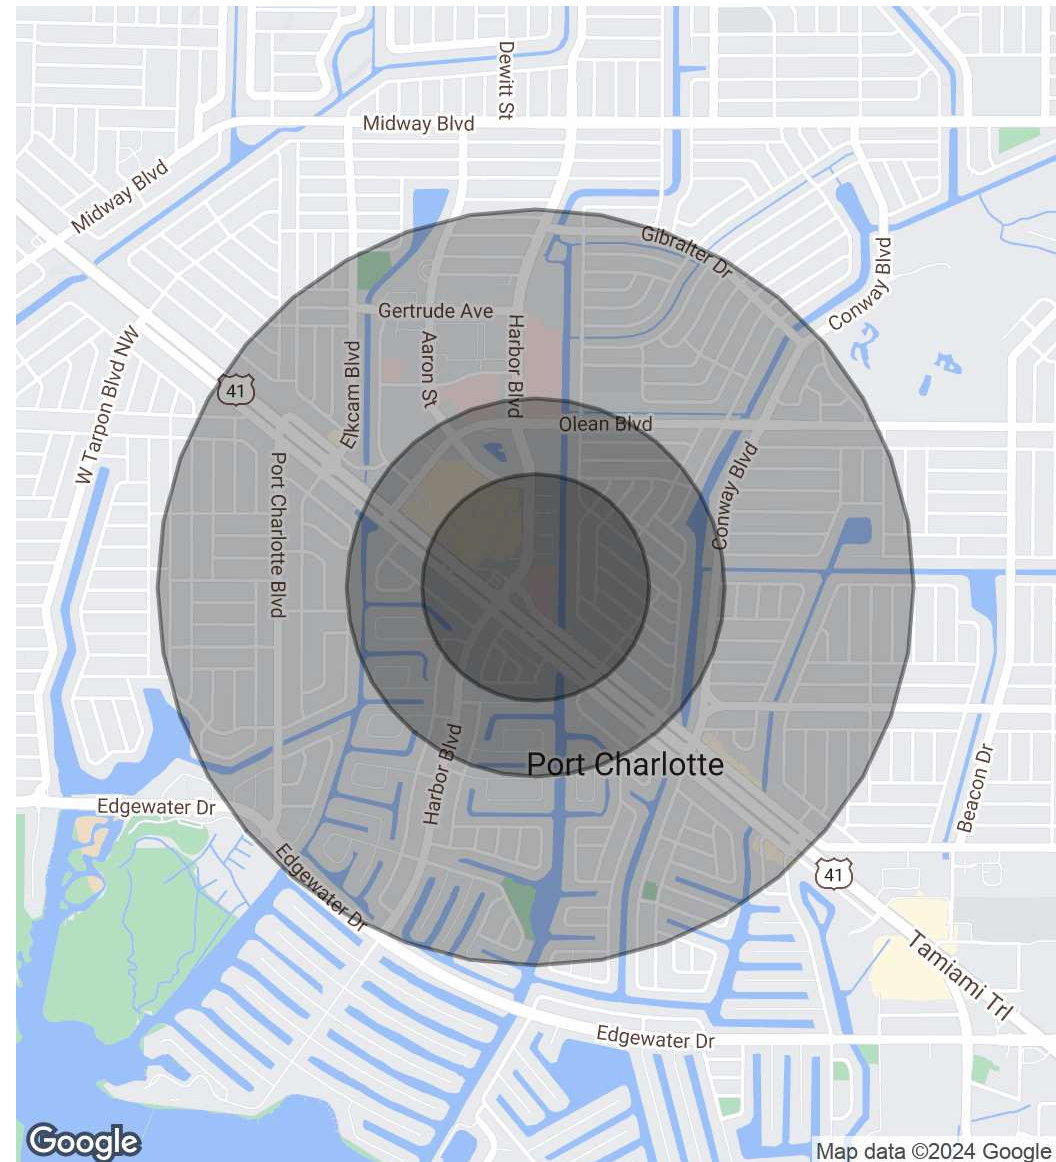 Dewitt St
Midway Blvd
Midway Blvd
Gibralter Dr
Conway Blvd
Gertrude Ave
Harbor Blvd
Aaron St
Elkcam Blvd
W Tarpon Blvd NW
41
Olean Blvd
Conway Blvd
Port Charlotte Blvd
Harbor Blvd
Port Charlotte
Beacon Dr
Edgewater Dr
Edgewater Dr
41
Tamiami Trl
Edgewater Dr
Google
Map data ©2024 Google